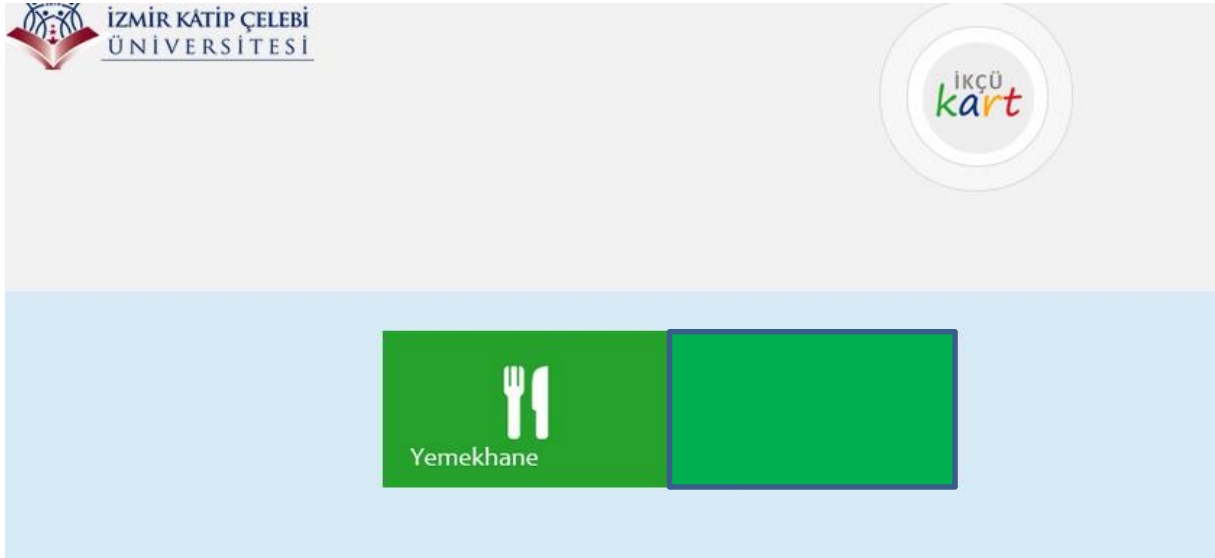 İZMİR KÂTİP ÇELEBİ
ÜNİVERSİTESİ
İKÇÜ
kart
Yemekhane